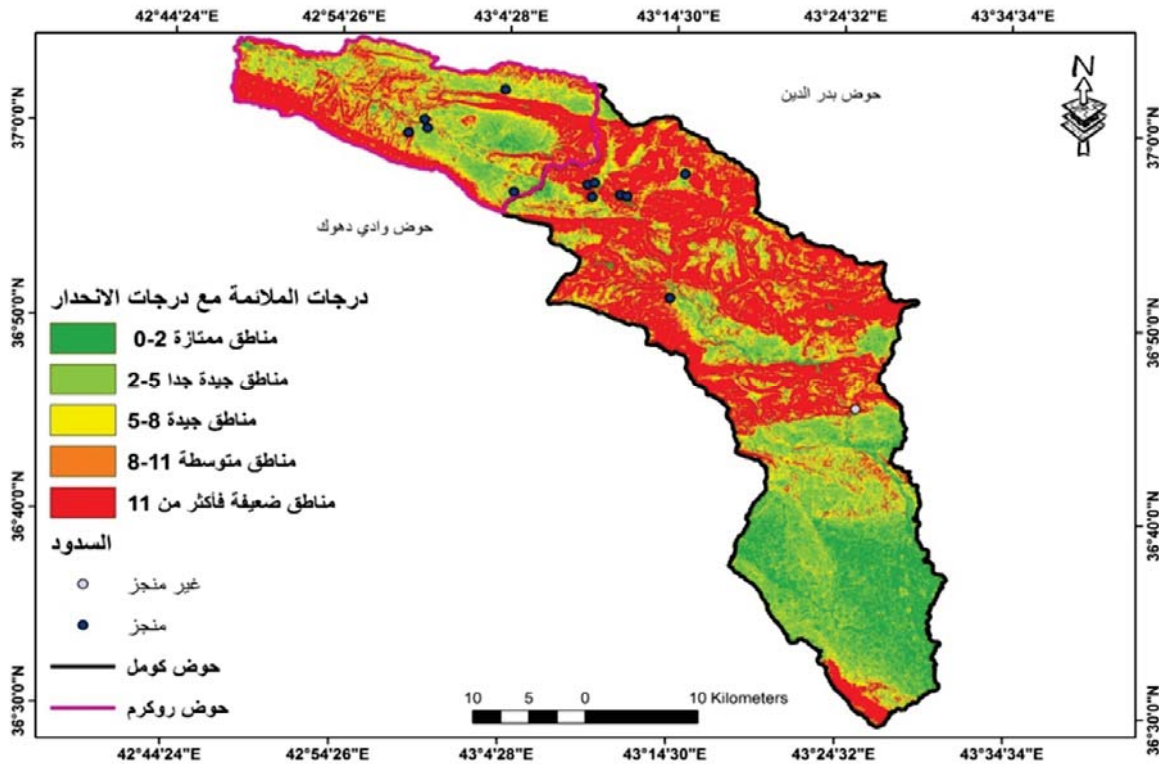 42°44'24"E 42°54'26"E 43°4'28"E 43°14'30"E 43°24'32"E 43°34'34"E
N
حوض بدر الدين
37°0'0"N
37°0'0"N
حوض وادي دهوك
درجات الملائمة مع درجات الانحدار
مناطق ممتازة 2-0
مناطق جيدة جدا 5-2
مناطق جيدة 8-5
مناطق متوسطة 11-8
مناطق ضعيفة فأكثر من 11
السدود
غير منجز
منجز
حوض كومل
حوض روكرم
36°50'0"N
36°50'0"N
36°40'0"N
36°40'0"N
36°30'0"N
36°30'0"N
10 5 0 10 Kilometers
42°44'24"E 42°54'26"E 43°4'28"E 43°14'30"E 43°24'32"E 43°34'34"E